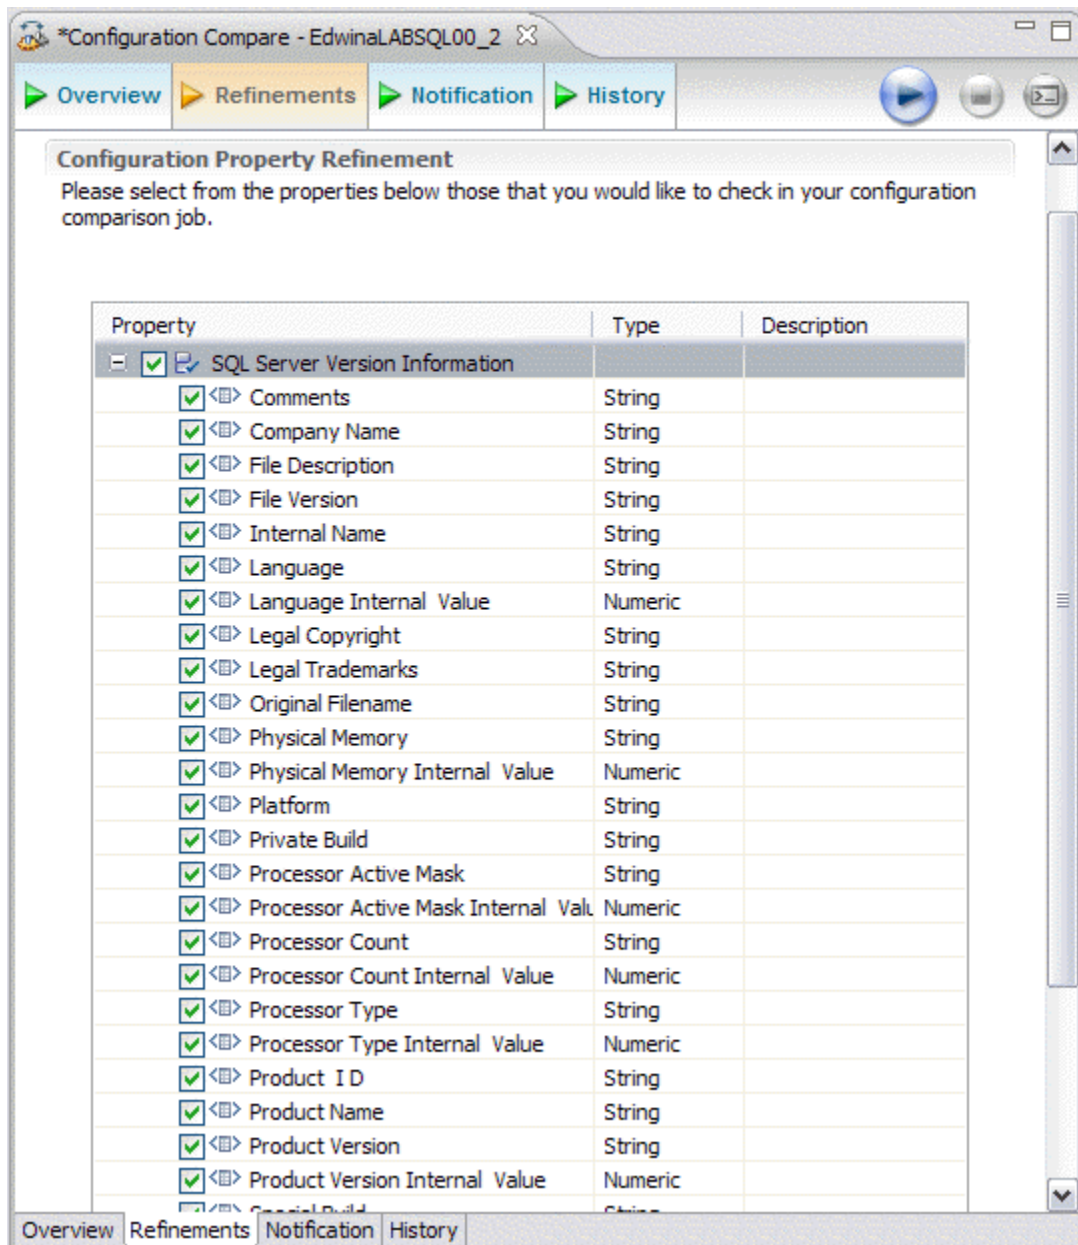 *Configuration Compare - EdwinaLABSQL00_2
Overview Refinements Notification History
Configuration Property Refinement
Please select from the properties below those that you would like to check in your configuration
comparison job.
Property Type Description
SQL Server Version Information
Comments String
Company Name String
File Description String
File Version String
Internal Name String
Language String
Language Internal Value Numeric
Legal Copyright String
Legal Trademarks String
Original Filename String
Physical Memory String
Physical Memory Internal Value Numeric
Platform String
Private Build String
Processor Active Mask String
Processor Active Mask Internal Valu Numeric
Processor Count String
Processor Count Internal Value Numeric
Processor Type String
Processor Type Internal Value Numeric
Product I D String
Product Name String
Product Version String
Product Version Internal Value Numeric
Special Build String
Overview Refinements Notification History